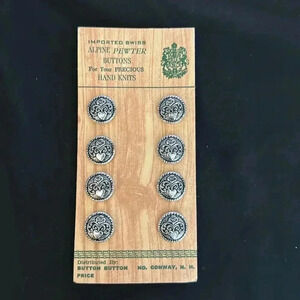 IMPORTED SWISS
ALPINE PEWTER
BUTTONS
For Your PRECIOUS
HAND KNITS
Distributed By:
BUTTON BUTTON NO. CONWAY, N. H.
PRICE